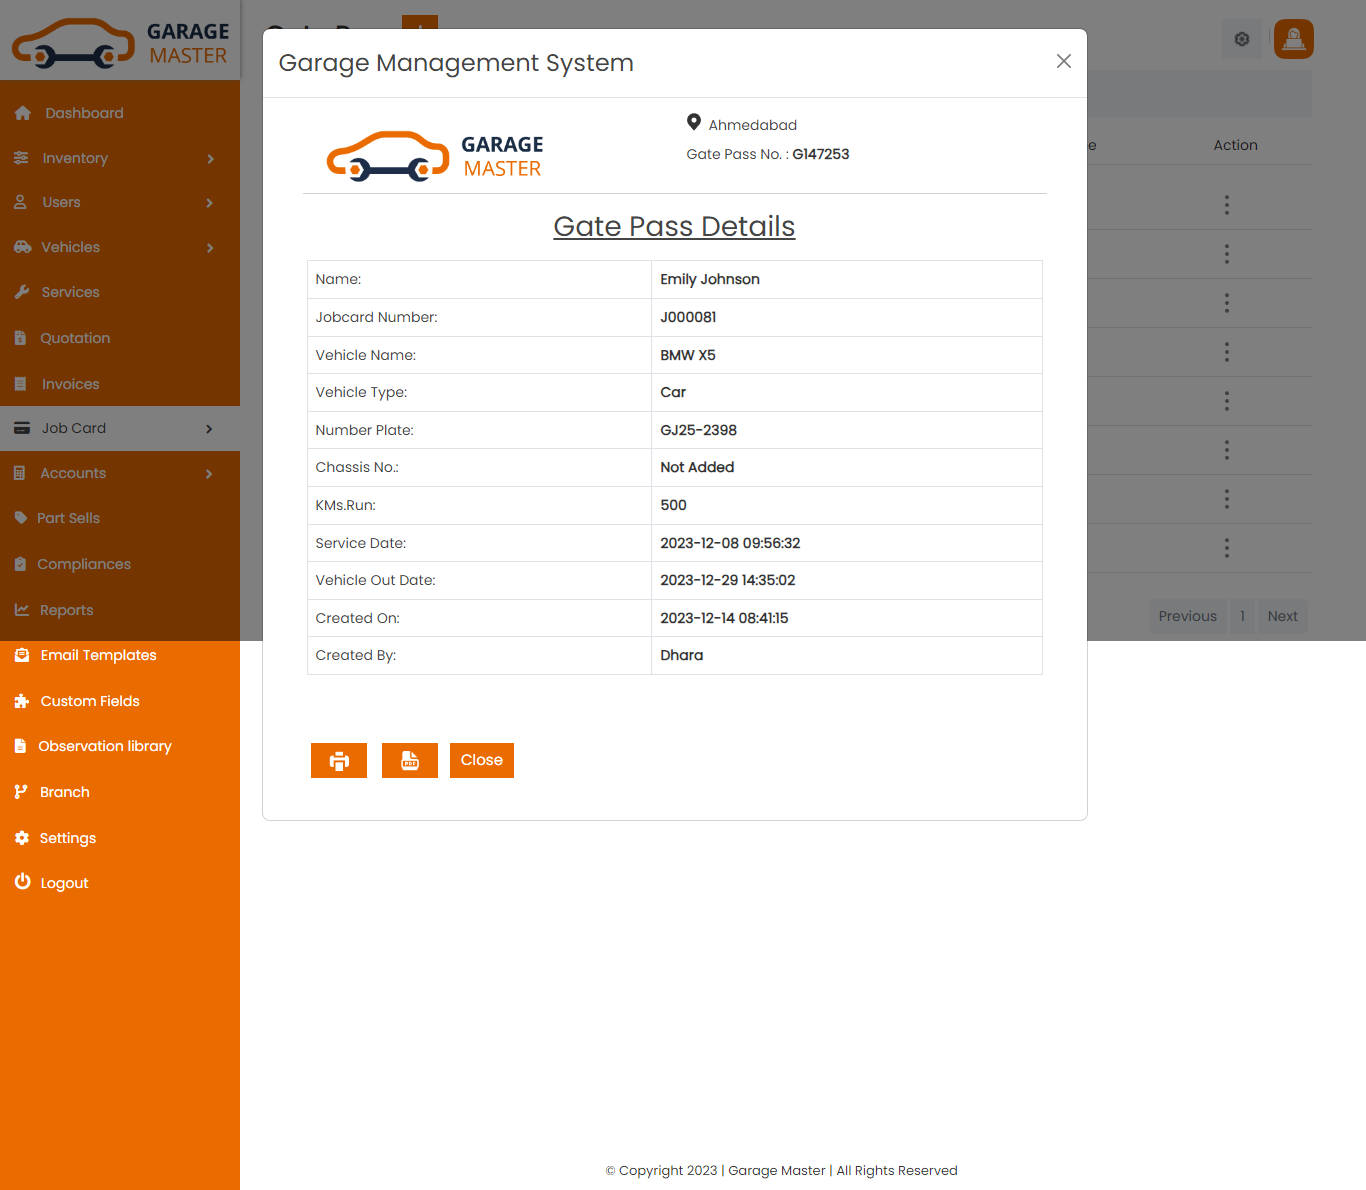 GARAGE
MASTER
Dashboard
Inventory
Users
Vehicles
Services
Quotation
Invoices
Job Card
Accounts
Part Sells
Compliances
Reports
Email Templates
Custom Fields
Observation library
Branch
Settings
Logout
Garage Management System
GARAGE
MASTER
Ahmedabad
Gate Pass No. : G147253
Gate Pass Details
Name: Emily Johnson
Jobcard Number: J000081
Vehicle Name: BMW X5
Vehicle Type: Car
Number Plate: GJ25-2398
Chassis No.: Not Added
KMs.Run: 500
Service Date: 2023-12-08 09:56:32
Vehicle Out Date: 2023-12-29 14:35:02
Created On: 2023-12-14 08:41:15
Created By: Dhara
PDF
Close
Action
Previous 1 Next
© Copyright 2023 | Garage Master | All Rights Reserved